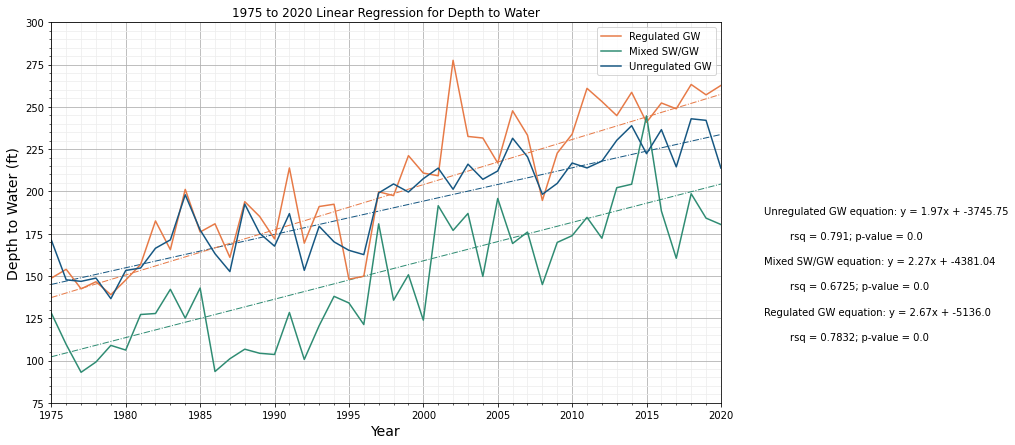 1975 to 2020 Linear Regression for Depth to Water
Depth to Water (ft)
300
275
250
225
200
175
150
125
100
75
Regulated GW
Mixed SW/GW
Unregulated GW
1975
1980
1985
1990
1995
2000
2005
2010
2015
2020
Year
Unregulated GW equation: y = 1.97x + -3745.75
rsq = 0.791; p-value = 0.0
Mixed SW/GW equation: y = 2.27x + -4381.04
rsq = 0.6725; p-value = 0.0
Regulated GW equation: y = 2.67x + -5136.0
rsq = 0.7832; p-value = 0.0